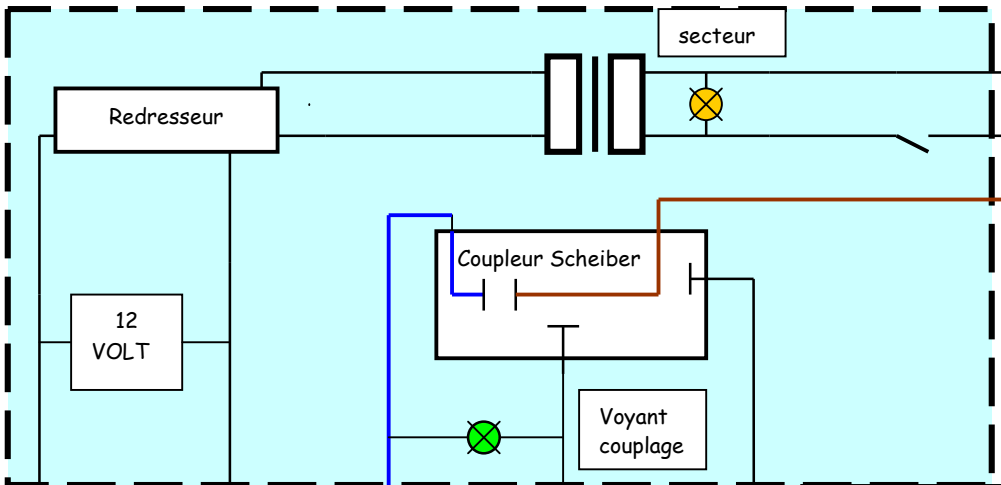 secteur
Redresseur
Coupleur Scheiber
12
VOLT
Voyant
couplage